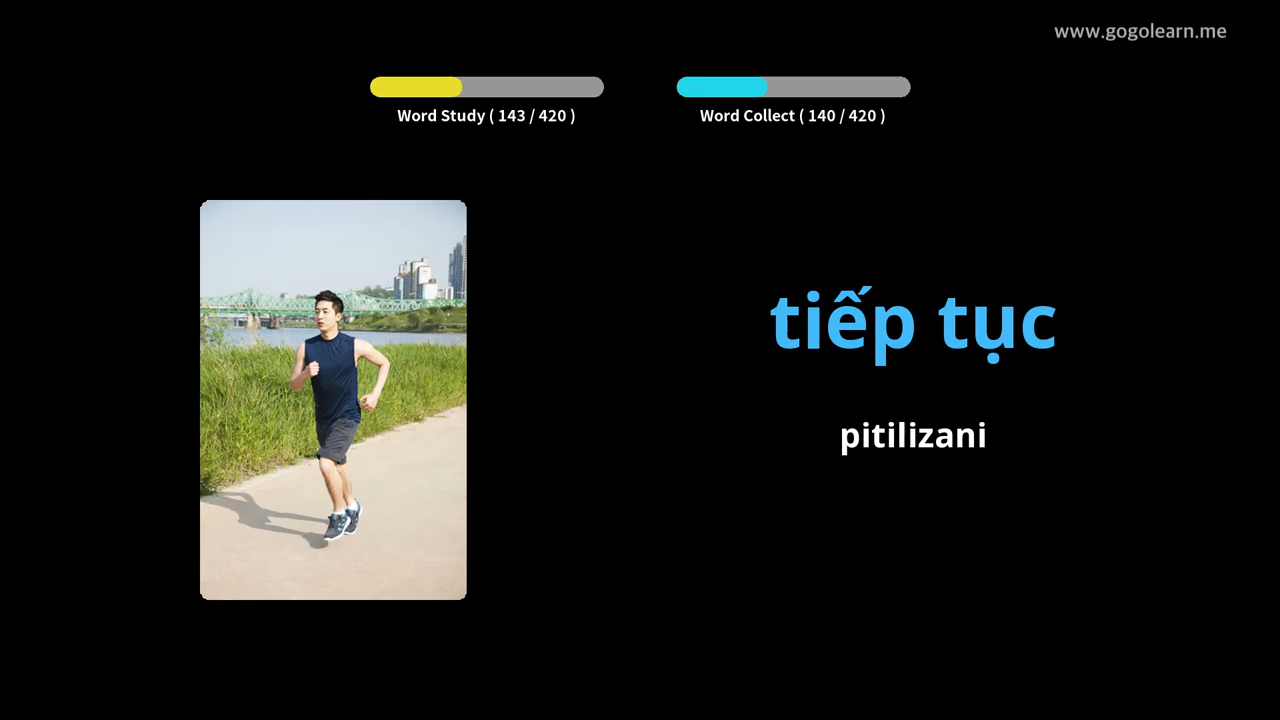 www.gogolearn.me
Word Study ( 143 / 420 )
Word Collect ( 140 / 420 )
tiếp tục
pitilizani